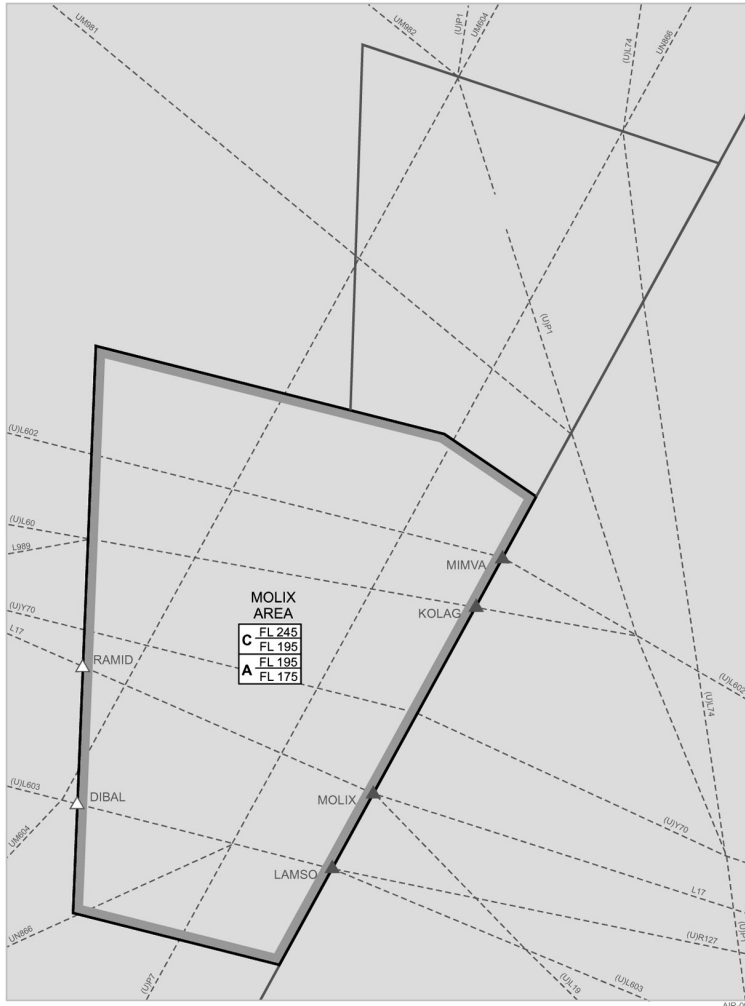 UM981
UM982
(U)P1
UM604
(U)L74
UN866
(U)P1
(U)L602
(U)L60
L989
(U)Y70
L17
RAMID
MIMVA
KOLAG
MOLIX
AREA
C FL 245
FL 195
A FL 195
FL 175
(U)L602
(U)L74
(U)L603
DIBAL
MOLIX
UM604
(U)Y70
LAMSO
L17
UN866
(U)R127
(U)P1
(U)P7
(U)L19
(U)L603